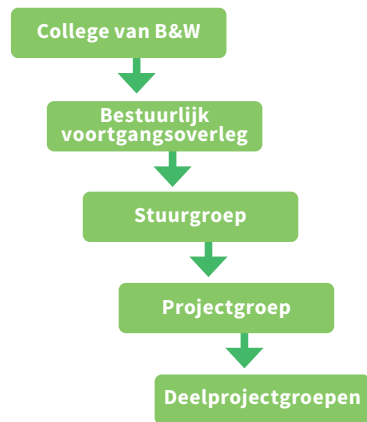 College van B&W
Bestuurlijk
voortgangsoverleg
Stuurgroep
Projectgroep
Deelprojectgroepen